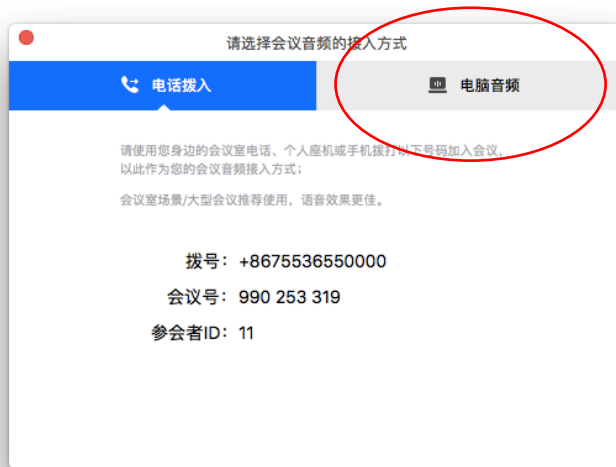 请选择会议音频的接入方式
电话拨入
电脑音频
请使用您身边的会议室电话、个人座机或手机拨打以下号码加入会议,
以此作为您的会议音频接入方式;
会议室场景/大型会议推荐使用，语音效果更佳。
拨号：+8675536550000
会议号：990 253 319
参会者ID：11